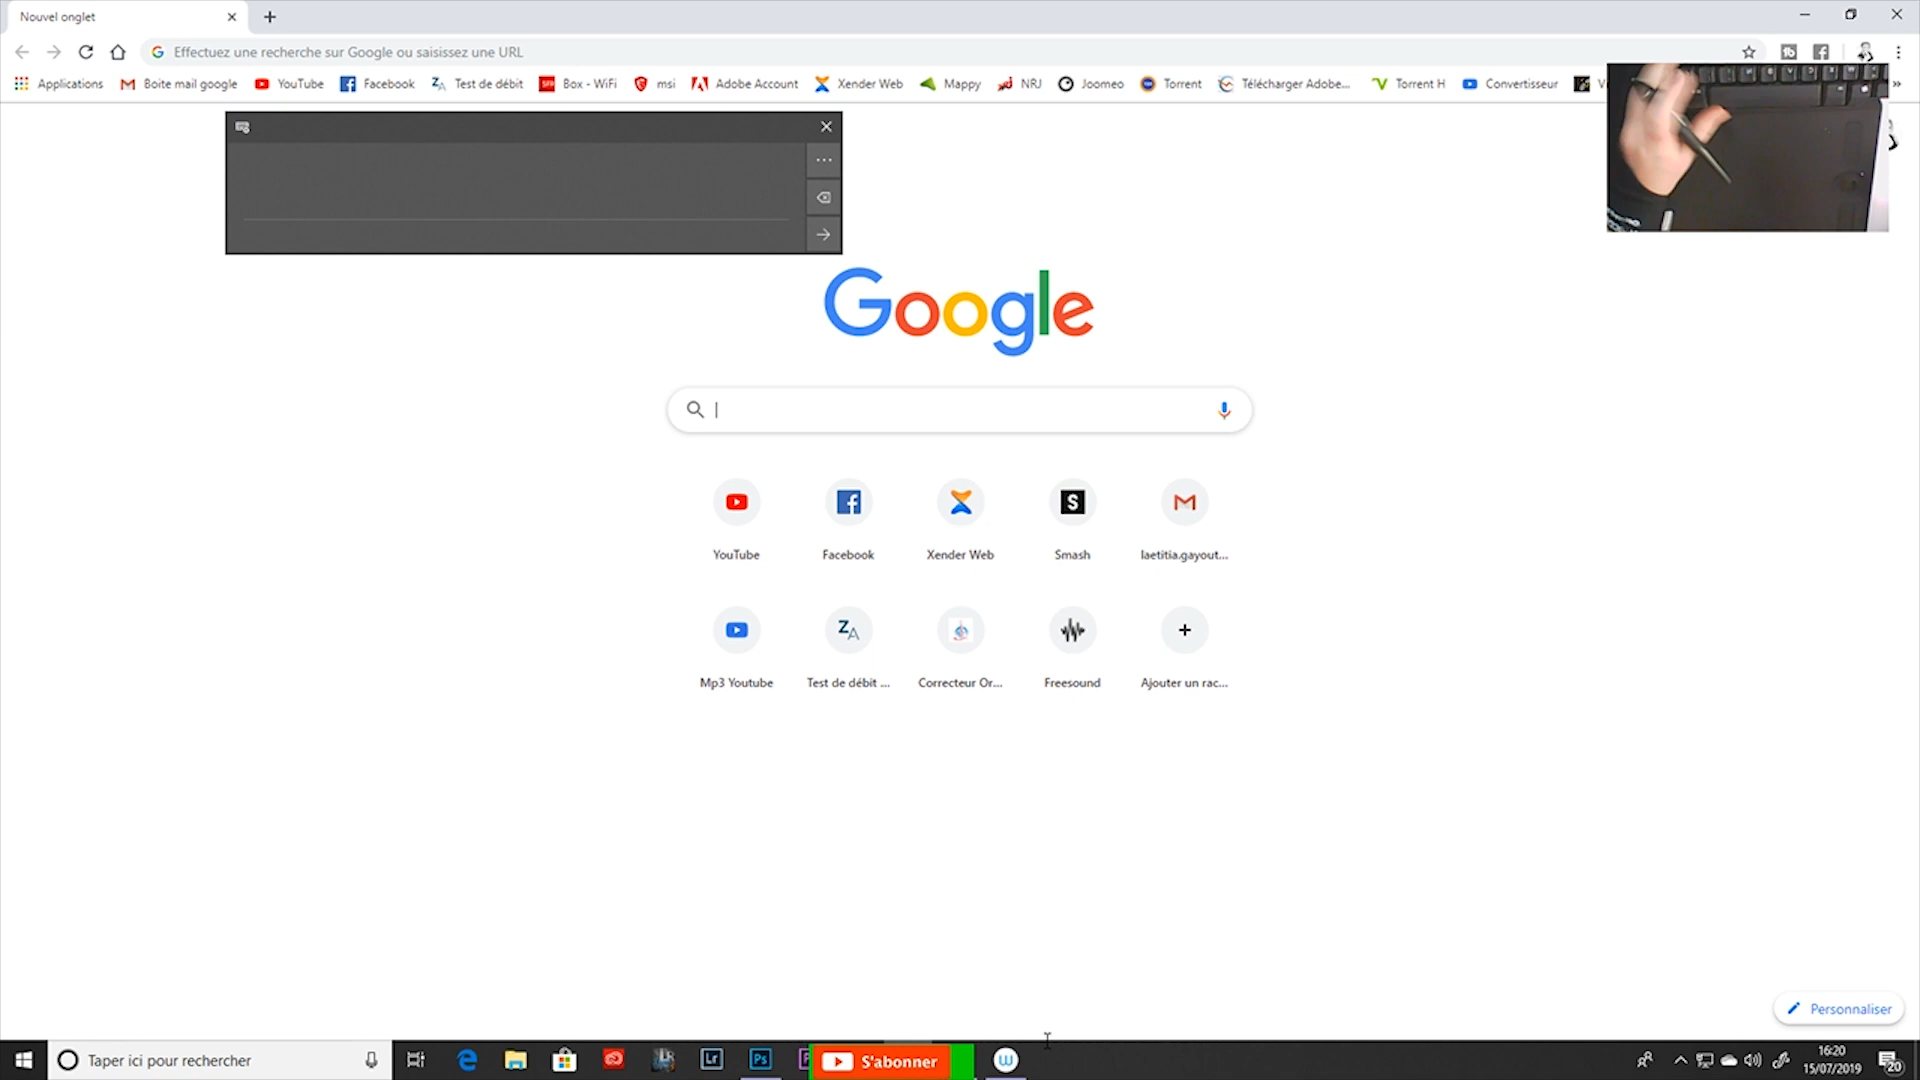 Nouvel onglet
Effectuez une recherche sur Google ou saisissez une URL
Applications Boite mail google YouTube Facebook Test de débit Box - WiFi msi Adobe Account Xender Web Mappy NRJ Joomeo Torrent Télécharger Adobe... Torrent H Convertisseur
Google
YouTube Facebook Xender Web Smash laetitia.gayout...
Mp3 Youtube Test de débit ... Correcteur Or... Freesound Ajouter un rac...
Personnaliser
Taper ici pour rechercher
Lr Ps S'abonner
16:20
15/07/2019
20